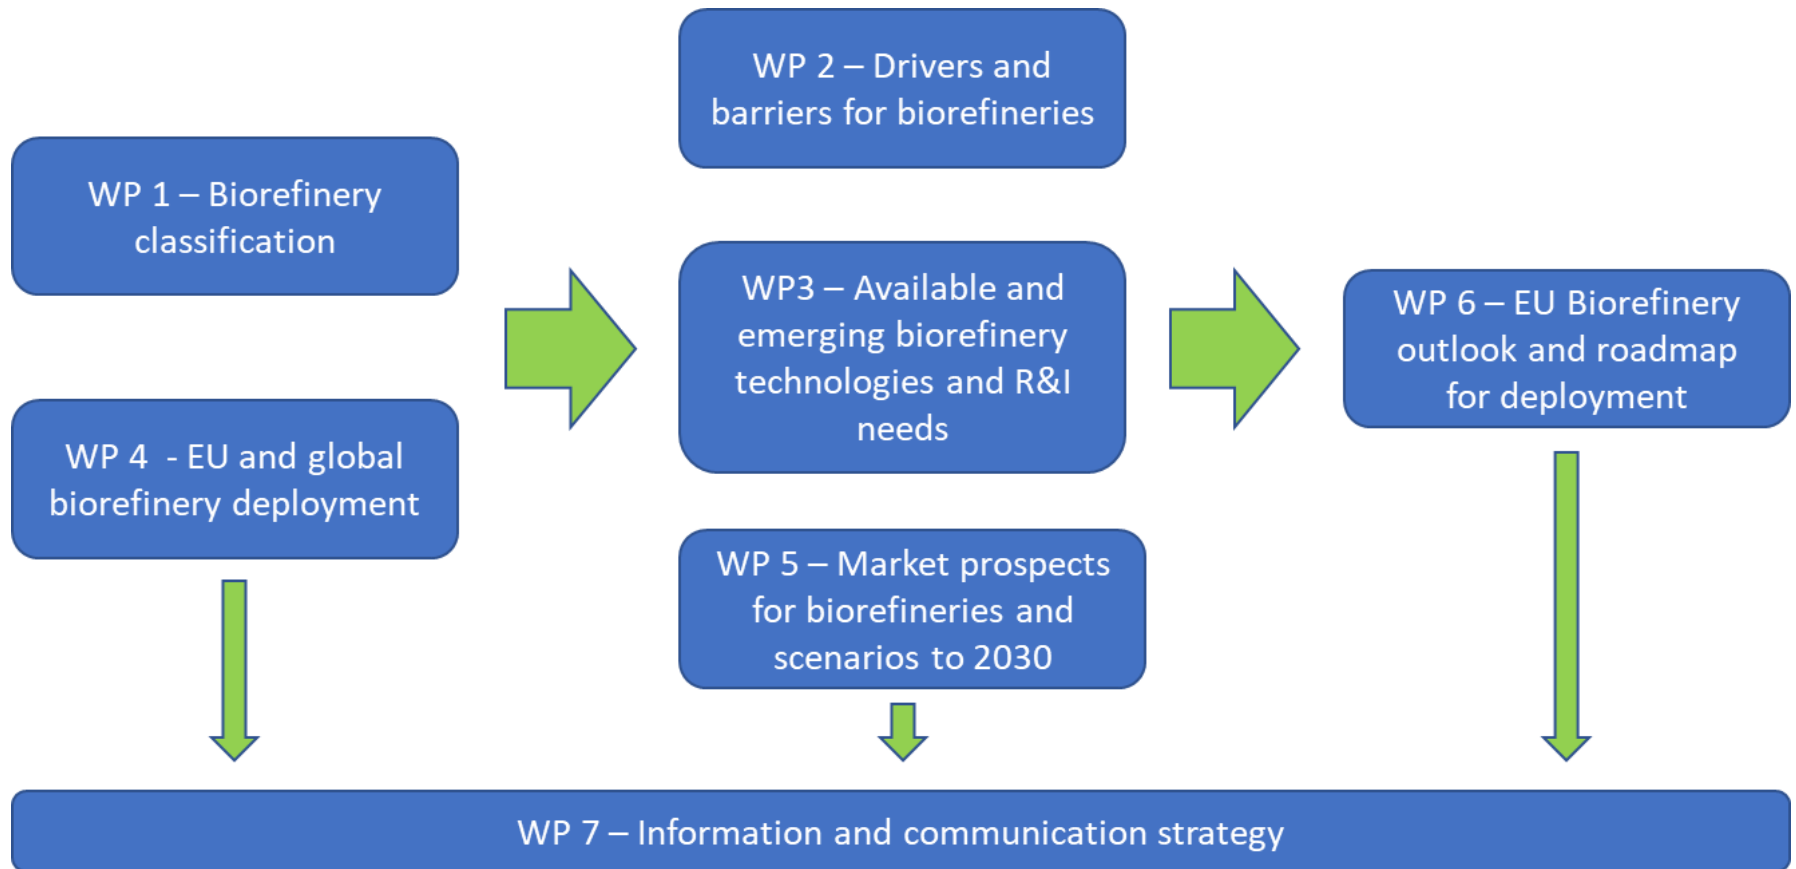 WP 2 – Drivers and
barriers for biorefineries
WP 1 – Biorefinery
classification
WP3 – Available and
emerging biorefinery
technologies and R&I
needs
WP 6 – EU Biorefinery
outlook and roadmap
for deployment
WP 4  - EU and global
biorefinery deployment
WP 5 – Market prospects
for biorefineries and
scenarios to 2030
WP 7 – Information and communication strategy